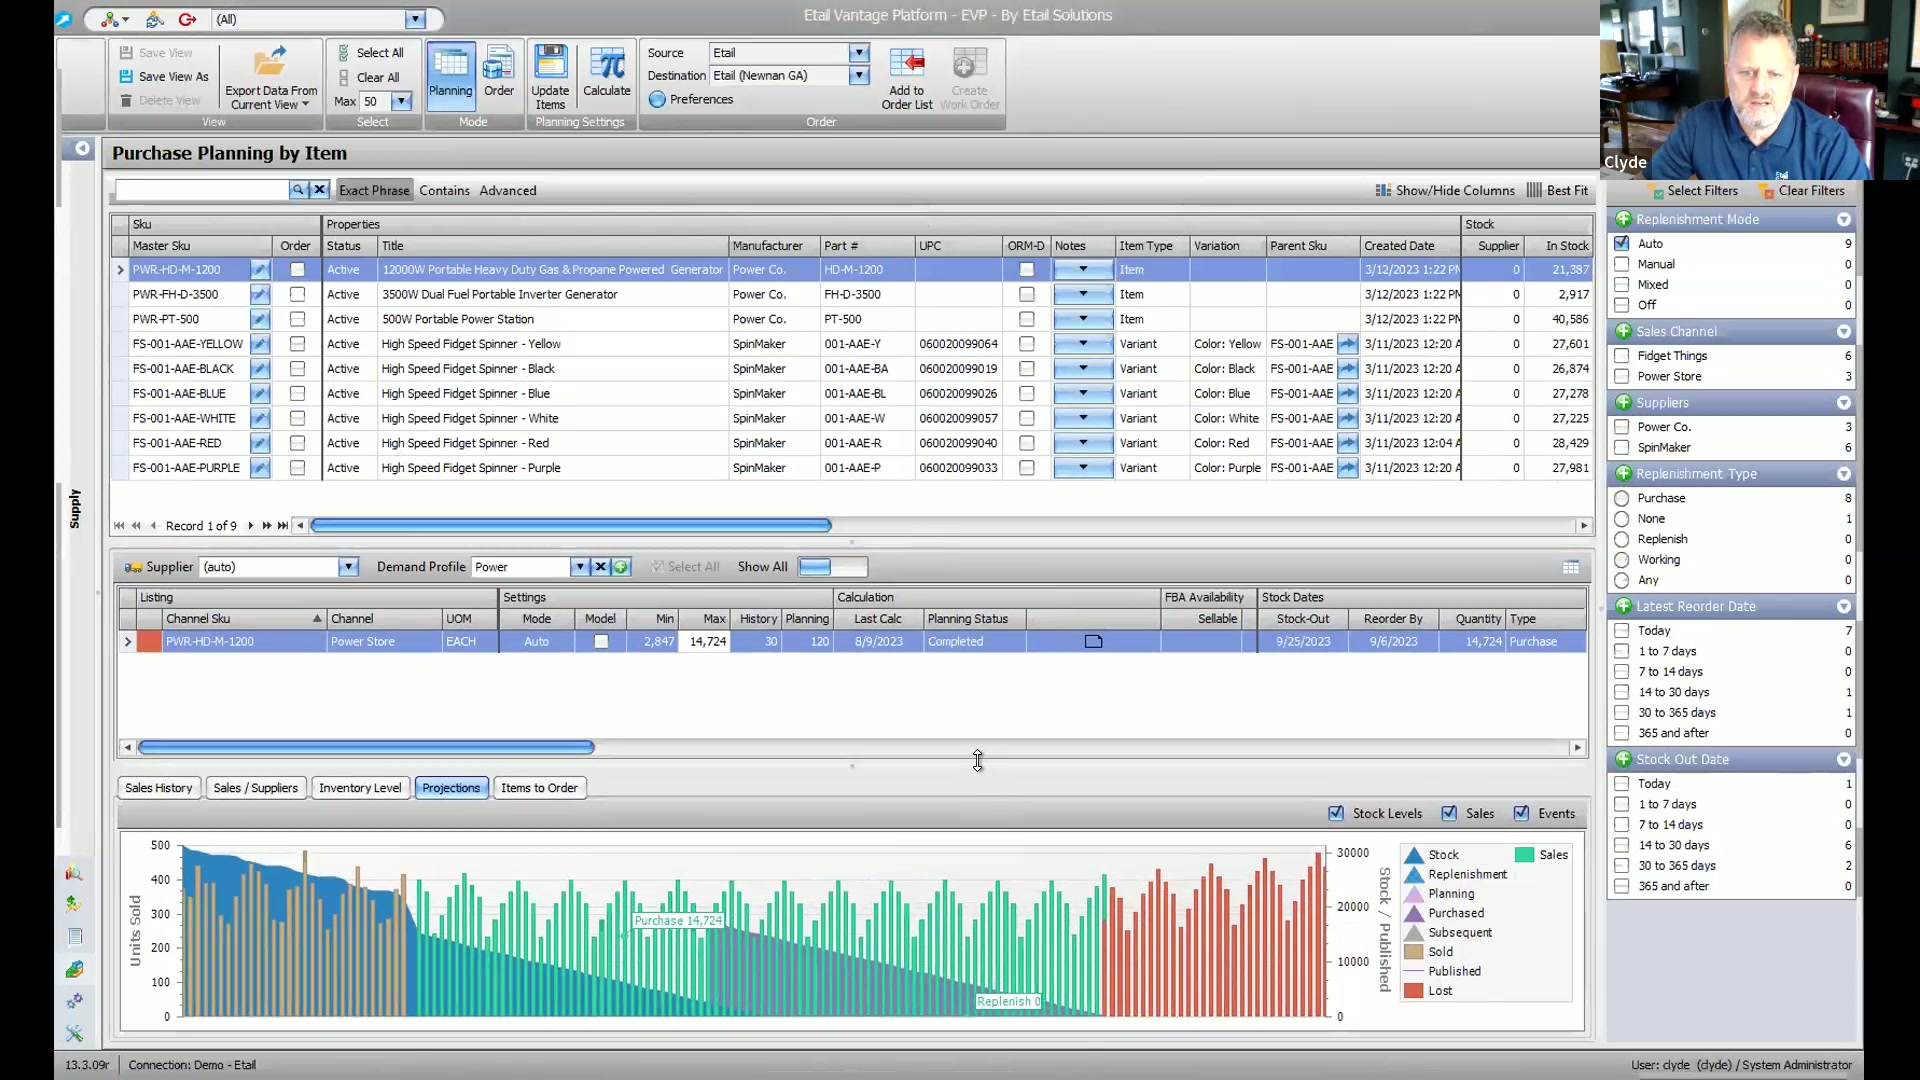 (All)
Etail Vantage Platform - EVP - By Etail Solutions
Save View
Save View As
Delete View
Export Data From
Current View
View
Select All
Clear All
Max 50
Select
Planning
Order
Mode
Update
Items
Calculate
Planning Settings
Source Etail
Destination Etail (Newnan GA)
Preferences
Add to
Order List
Create
Work Order
Order
Clyde
Purchase Planning by Item
Exact Phrase Contains Advanced
Show/Hide Columns Best Fit
Sku Properties Stock
Master Sku Order Status Title Manufacturer Part # UPC ORM-D Notes Item Type Variation Parent Sku Created Date Supplier In Stock
PWR-HD-M-1200 Active 12000W Portable Heavy Duty Gas & Propane Powered Generator Power Co. HD-M-1200 Item 3/12/2023 1:22 PM 0 21,387
PWR-FH-D-3500 Active 3500W Dual Fuel Portable Inverter Generator Power Co. FH-D-3500 Item 3/12/2023 1:22 PM 0 2,917
PWR-PT-500 Active 500W Portable Power Station Power Co. PT-500 Item 3/12/2023 1:22 PM 0 40,586
FS-001-AAE-YELLOW Active High Speed Fidget Spinner - Yellow SpinMaker 001-AAE-Y 060020099064 Variant Color: Yellow FS-001-AAE 3/11/2023 12:20 A 0 27,601
FS-001-AAE-BLACK Active High Speed Fidget Spinner - Black SpinMaker 001-AAE-BA 060020099019 Variant Color: Black FS-001-AAE 3/11/2023 12:20 A 0 26,874
FS-001-AAE-BLUE Active High Speed Fidget Spinner - Blue SpinMaker 001-AAE-BL 060020099026 Variant Color: Blue FS-001-AAE 3/11/2023 12:20 A 0 27,278
FS-001-AAE-WHITE Active High Speed Fidget Spinner - White SpinMaker 001-AAE-W 060020099057 Variant Color: White FS-001-AAE 3/11/2023 12:20 A 0 27,225
FS-001-AAE-RED Active High Speed Fidget Spinner - Red SpinMaker 001-AAE-R 060020099040 Variant Color: Red FS-001-AAE 3/11/2023 12:04 A 0 28,429
FS-001-AAE-PURPLE Active High Speed Fidget Spinner - Purple SpinMaker 001-AAE-P 060020099033 Variant Color: Purple FS-001-AAE 3/11/2023 12:20 A 0 27,981
Record 1 of 9
Supply
Supplier (auto) Demand Profile Power Select All Show All
Listing Settings Calculation FBA Availability Stock Dates
Channel Sku Channel UOM Mode Model Min Max History Planning Last Calc Planning Status Sellable Stock-Out Reorder By Quantity Type
PWR-HD-M-1200 Power Store EACH Auto 2,847 14,724 30 120 8/9/2023 Completed 9/25/2023 9/6/2023 14,724 Purchase
Sales History Sales / Suppliers Inventory Level Projections Items to Order
Stock Levels Sales Events
Units Sold
500
400
300
200
100
0
Purchase 14,724
Replenish 0
30000
20000
10000
0
Stock / Published
Stock Sales
Replenishment
Planning
Purchased
Subsequent
Sold
Published
Lost
Select Filters Clear Filters
Replenishment Mode
Auto 9
Manual 0
Mixed 0
Off 0
Sales Channel
Fidget Things 6
Power Store 3
Suppliers
Power Co. 3
SpinMaker 6
Replenishment Type
Purchase 8
None 1
Replenish 0
Working 0
Any 0
Latest Reorder Date
Today 7
1 to 7 days 0
7 to 14 days 0
14 to 30 days 1
30 to 365 days 1
365 and after 0
Stock Out Date
Today 1
1 to 7 days 0
7 to 14 days 0
14 to 30 days 6
30 to 365 days 2
365 and after 0
13.3.09r Connection: Demo - Etail
User: clyde (clyde) / System Administrator